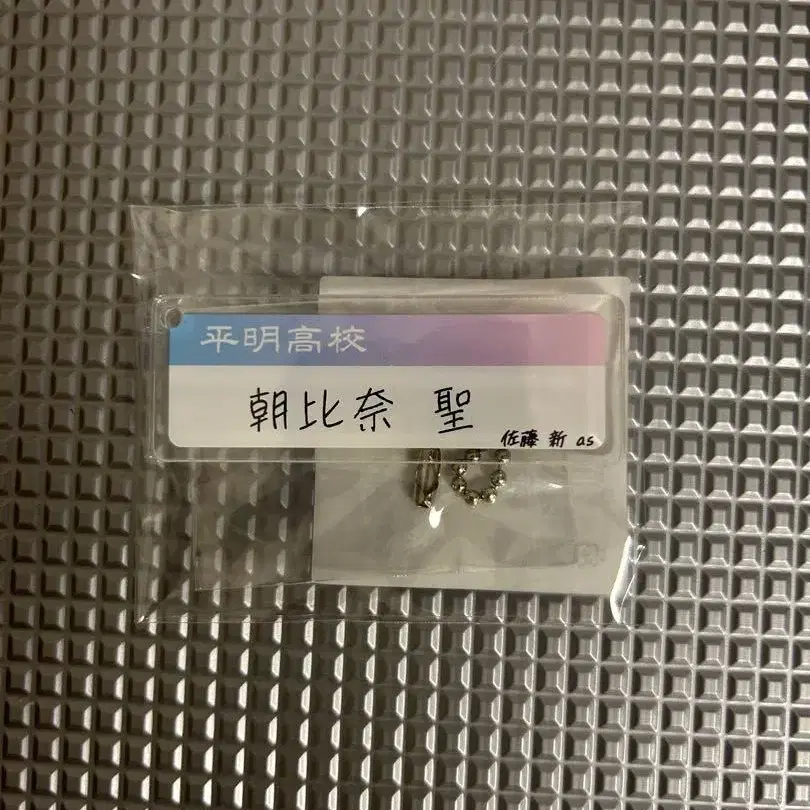 平明高校
朝比奈 聖
佐藤 新 as